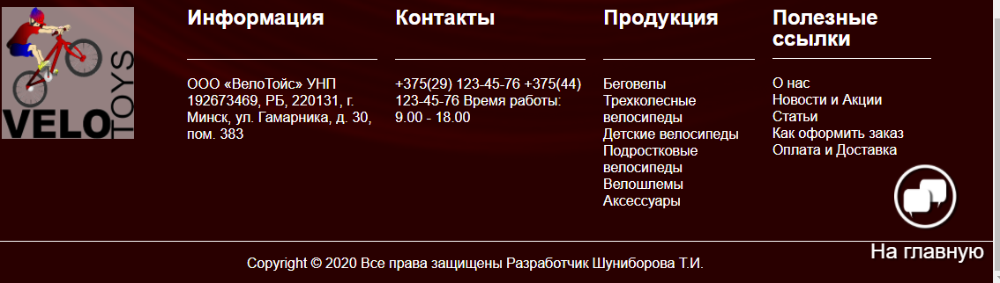 VELO
TOYS
Информация
ООО «ВелоТойс» УНП
192673469, РБ, 220131, г.
Минск, ул. Гамарника, д. 30,
пом. 383
Контакты
+375(29) 123-45-76 +375(44)
123-45-76 Время работы:
9.00 - 18.00
Продукция
Беговелы
Трехколесные
велосипеды
Детские велосипеды
Подростковые
велосипеды
Велошлемы
Аксессуары
Полезные
ссылки
О нас
Новости и Акции
Статьи
Как оформить заказ
Оплата и Доставка
На главную
Copyright © 2020 Все права защищены Разработчик Шуниборова Т.И.